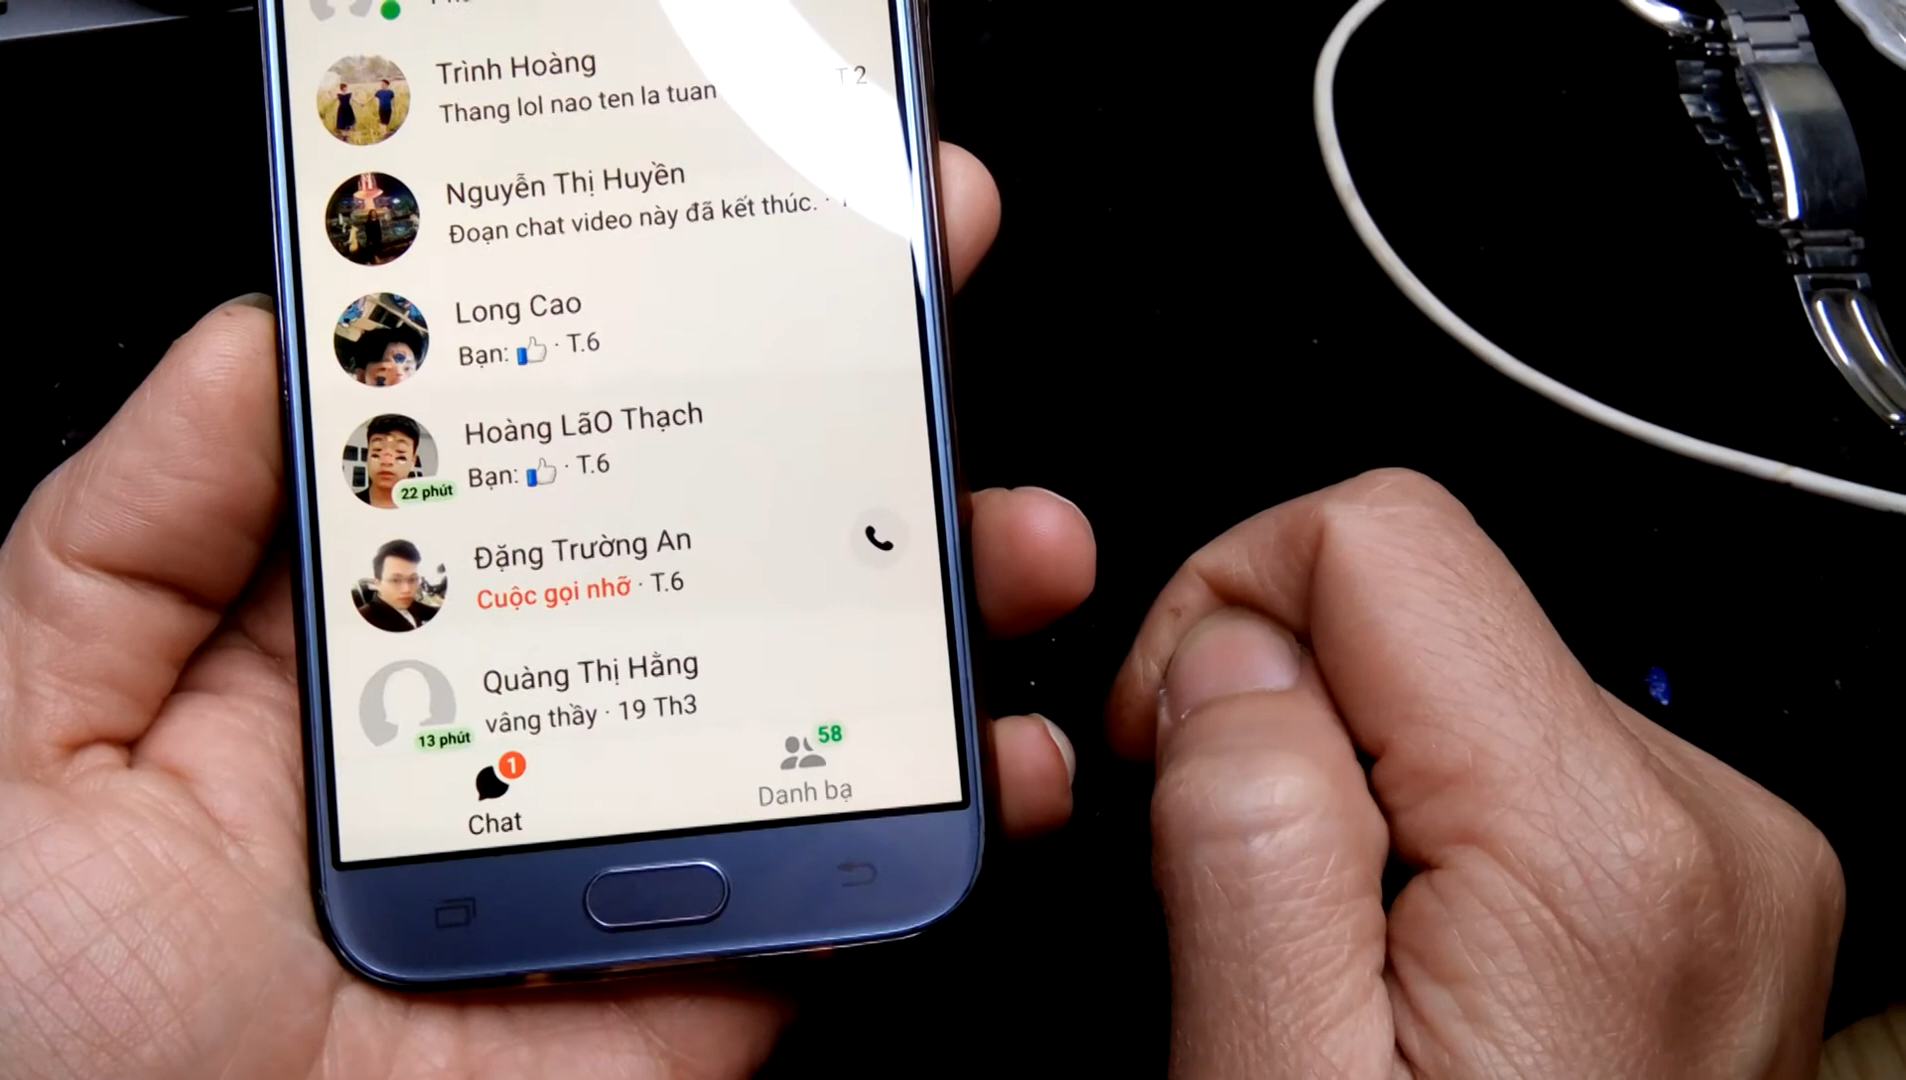 Trình Hoàng
Thang lol nao ten la tuan
T 2
Nguyễn Thị Huyền
Đoạn chat video này đã kết thúc. ·
Long Cao
Bạn: 👍 · T.6
Hoàng LãO Thạch
Bạn: 👍 · T.6
22 phút
Đặng Trường An
Cuộc gọi nhỡ · T.6
Quàng Thị Hằng
vâng thầy · 19 Th3
13 phút
1
Chat
58
Danh bạ